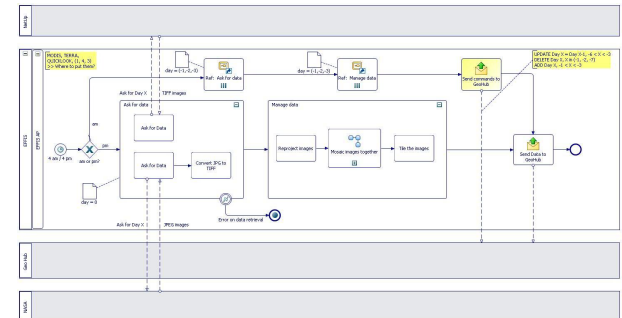 NetUp
MODIS, TERRA,
QUICKLOOK, (1, 4, 3)
>> Where to put them?
day = {-1,-2,-3}
Ref: Ask for data
day = {-1,-2,-3}
Ref: Manage data
Send commands to
GeoHub
UPDATE Day X = Day X-1, -6 < X < -3
DELETE Day X, X = {-1, -2, -7}
ADD Day X, -1 < X < -3
Ask for Day X
TIFF images
EFFIS
EFFIS AP
4 am / 4 pm
am or pm?
am
pm
Ask for data
Ask for Data
Ask for Data
Convert JPG to
TIFF
day = 0
Manage data
Reproject images
Mosaic images together
Tile the images
Send Data to
GeoHub
Error on data retrieval
Ask for Day X
JPEG images
Geo Hub
NASA